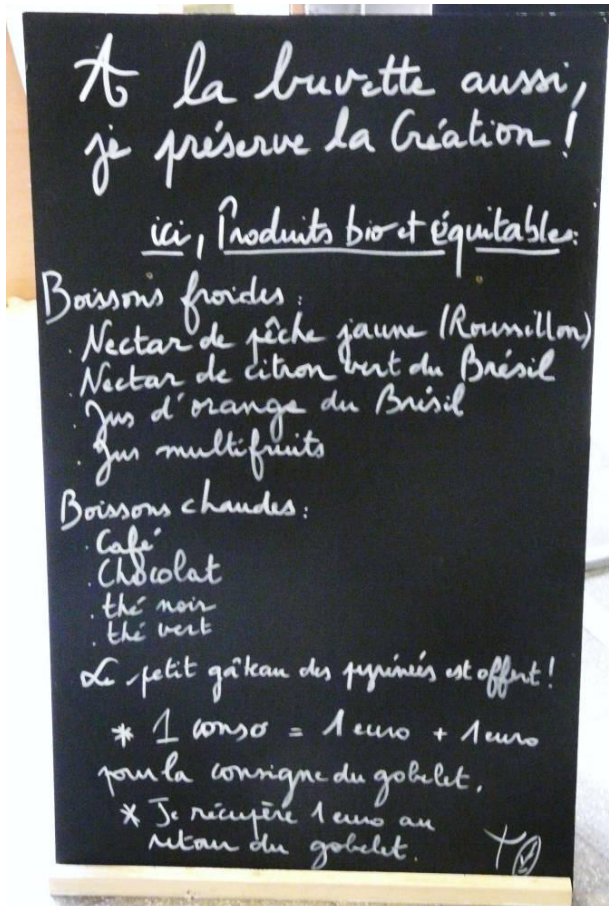 A la buvette aussi,
je préserve la Création !
ici, Produits bio et équitables:
Boissons froides :
. Nectar de pêche jaune (Roussillon)
. Nectar de citron vert du Brésil
. Jus d'orange du Brésil
. Jus multifruits
Boissons chaudes :
. Café
. Chocolat
. thé noir
. thé vert
Le petit gâteau des pyrénées est offert !
* 1 conso = 1 euro + 1 euro
pour la consigne du gobelet.
* Je récupère 1 euro au
retour du gobelet.